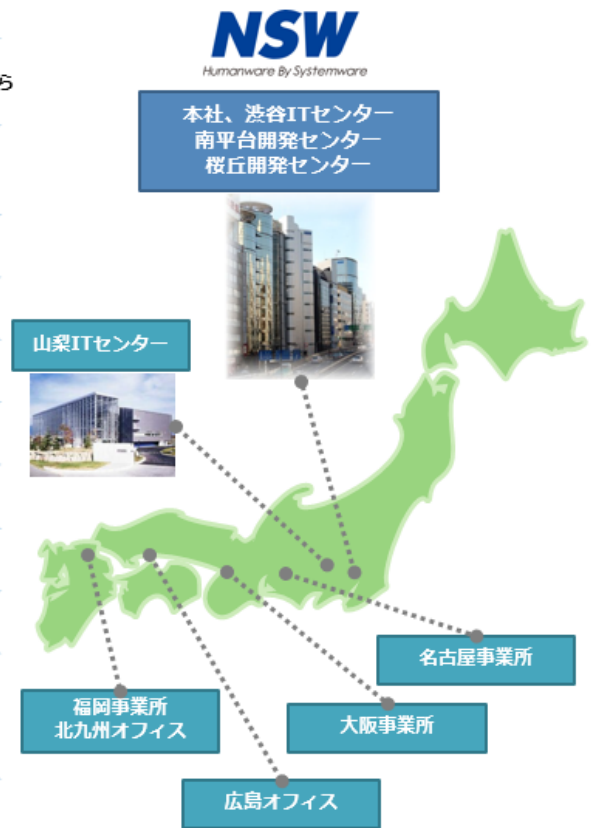 NSW
Humanware By Systemware
ら
本社、渋谷ITセンター
南平台開発センター
桜丘開発センター
山梨ITセンター
名古屋事業所
福岡事業所
北九州オフィス
大阪事業所
広島オフィス